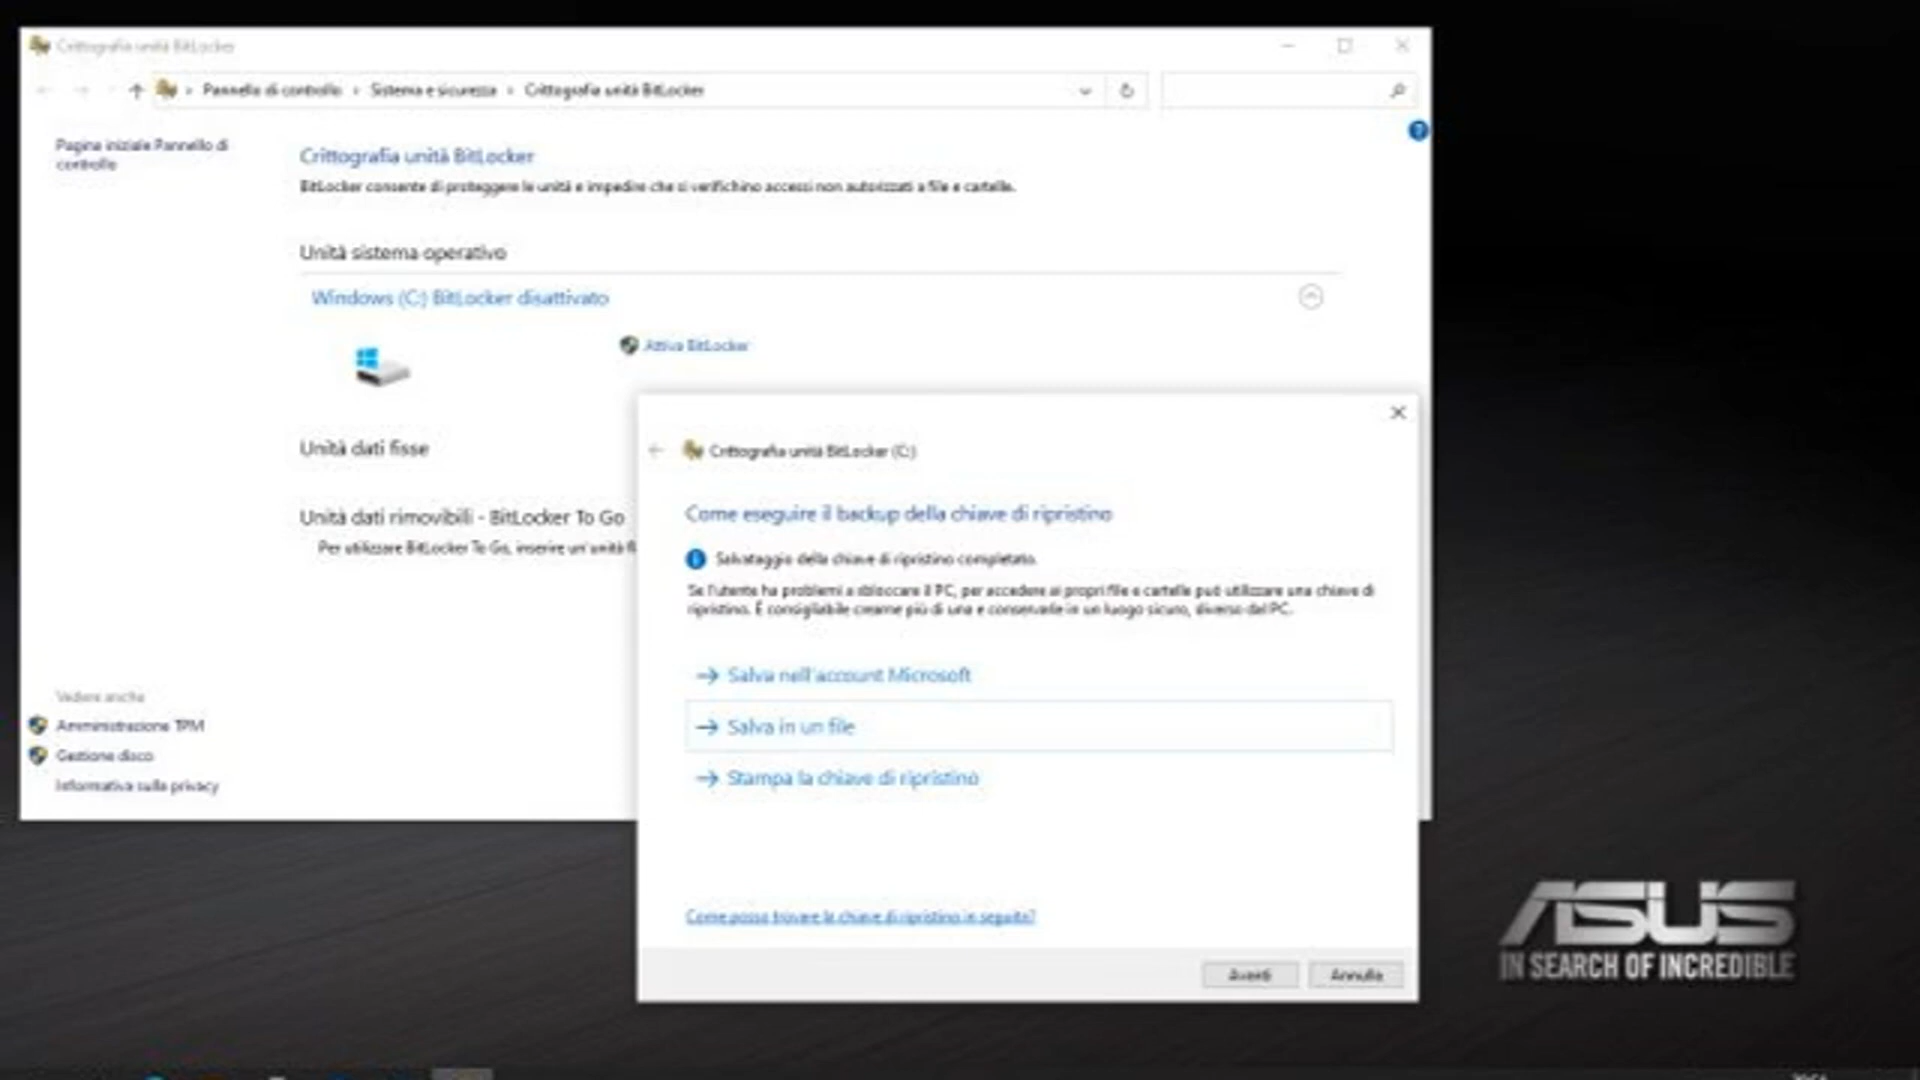 Crittografia unità BitLocker
Pannello di controllo › Sistema e sicurezza › Crittografia unità BitLocker
Pagina iniziale Pannello di
controllo
Crittografia unità BitLocker
BitLocker consente di proteggere le unità e impedire che si verifichino accessi non autorizzati a file e cartelle.
Unità sistema operativo
Windows (C:) BitLocker disattivato
Attiva BitLocker
Unità dati fisse
Unità dati rimovibili - BitLocker To Go
Per utilizzare BitLocker To Go, inserire un'unità fl
Vedere anche
Amministrazione TPM
Gestione disco
Informativa sulla privacy
Crittografia unità BitLocker (C:)
Come eseguire il backup della chiave di ripristino
Salvataggio della chiave di ripristino completato.
Se l'utente ha problemi a sbloccare il PC, per accedere ai propri file e cartelle può utilizzare una chiave di
ripristino. È consigliabile crearne più di una e conservarle in un luogo sicuro, diverso dal PC.
Salva nell'account Microsoft
Salva in un file
Stampa la chiave di ripristino
Come posso trovare la chiave di ripristino in seguito?
Avanti
Annulla
ASUS
IN SEARCH OF INCREDIBLE